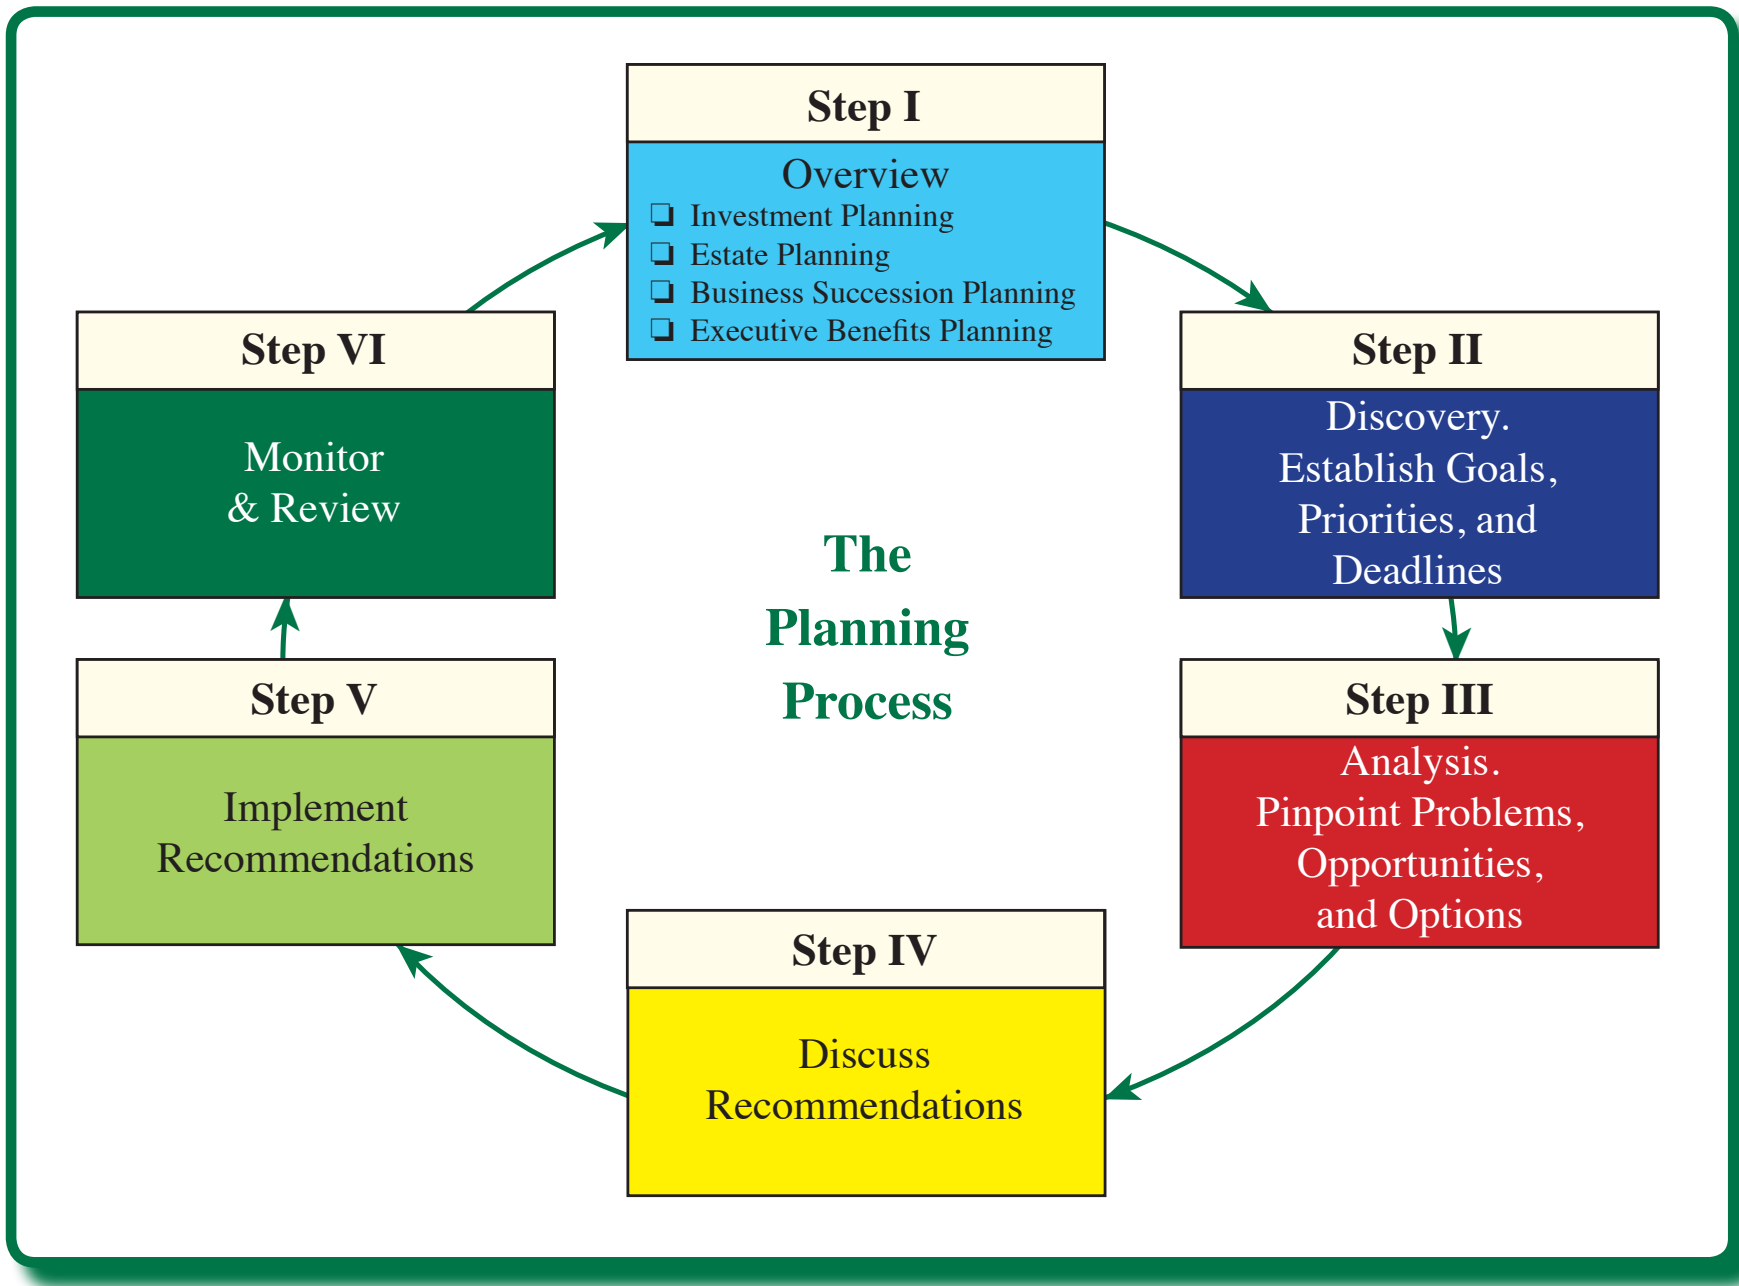 Step I
Overview
❏ Investment Planning
❏ Estate Planning
❏ Business Succession Planning
❏ Executive Benefits Planning
Step II
Discovery.
Establish Goals,
Priorities, and
Deadlines
Step III
Analysis.
Pinpoint Problems,
Opportunities,
and Options
Step IV
Discuss
Recommendations
Step V
Implement
Recommendations
Step VI
Monitor
& Review
The
Planning
Process